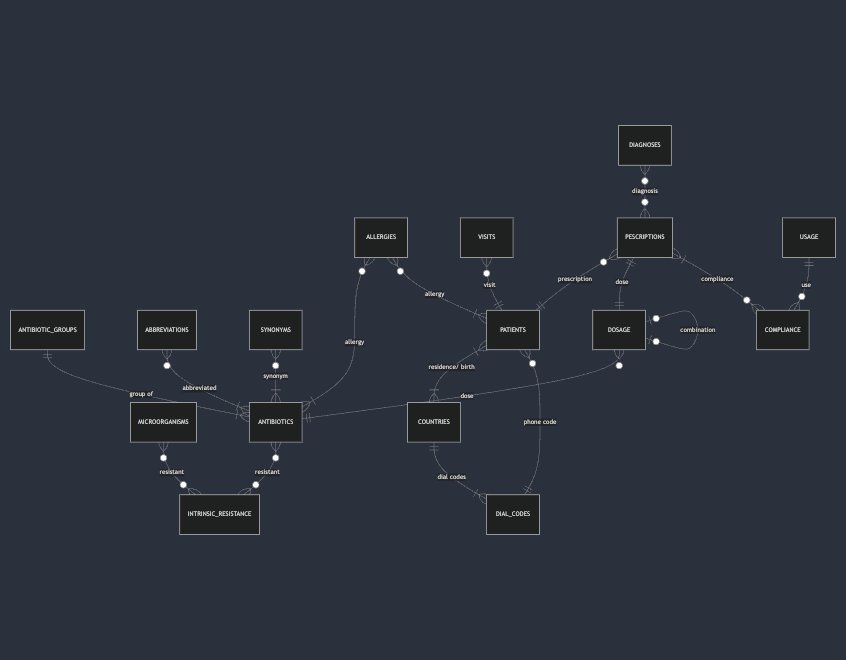 DIAGNOSES
diagnosis
ALLERGIES
VISITS
PESCRIPTIONS
USAGE
prescription
dose
compliance
visit
use
allergy
ANTIBIOTIC_GROUPS
ABBREVIATIONS
SYNONYMS
PATIENTS
DOSAGE
combination
COMPLIANCE
allergy
residence/ birth
synonym
abbreviated
group of
dose
MICROORGANISMS
ANTIBIOTICS
COUNTRIES
phone code
resistant
resistant
dial codes
INTRINSIC_RESISTANCE
DIAL_CODES